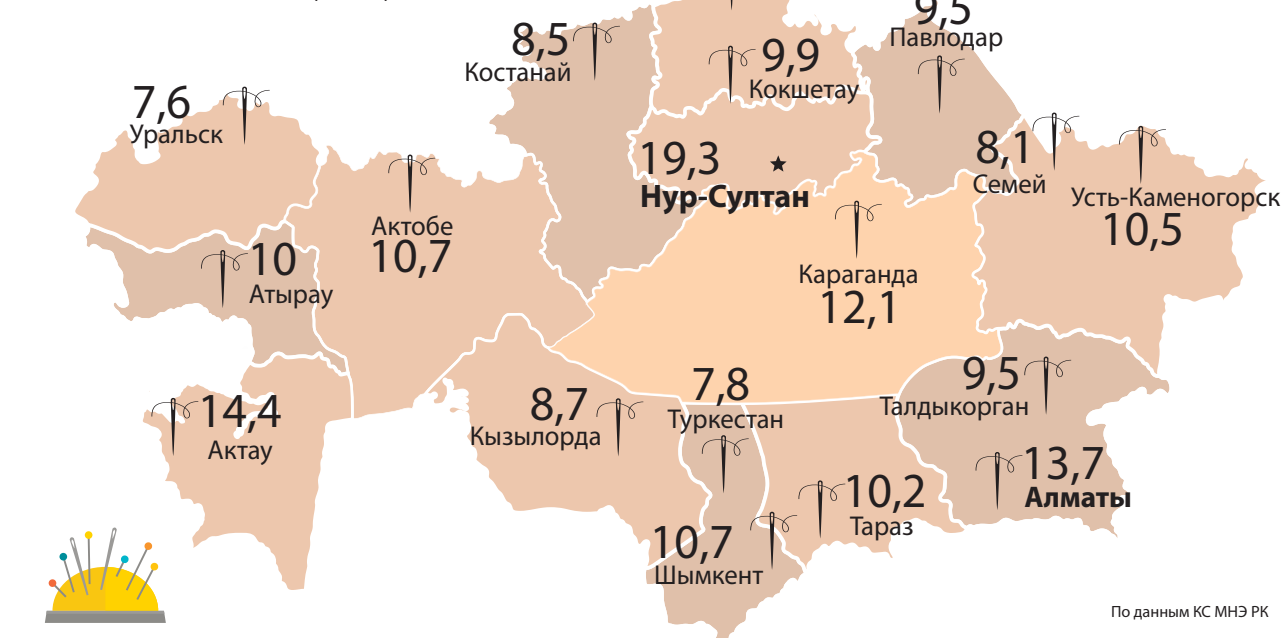 9,5
Павлодар
8,5
Костанай
9,9
Кокшетау
7,6
Уральск
19,3
Нур-Султан
8,1
Семей
Усть-Каменогорск
10,5
Актобе
10,7
10
Атырау
Караганда
12,1
14,4
Актау
8,7
Кызылорда
7,8
Туркестан
9,5
Талдыкорган
13,7
Алматы
10,2
Тараз
10,7
Шымкент
По данным КС МНЭ РК